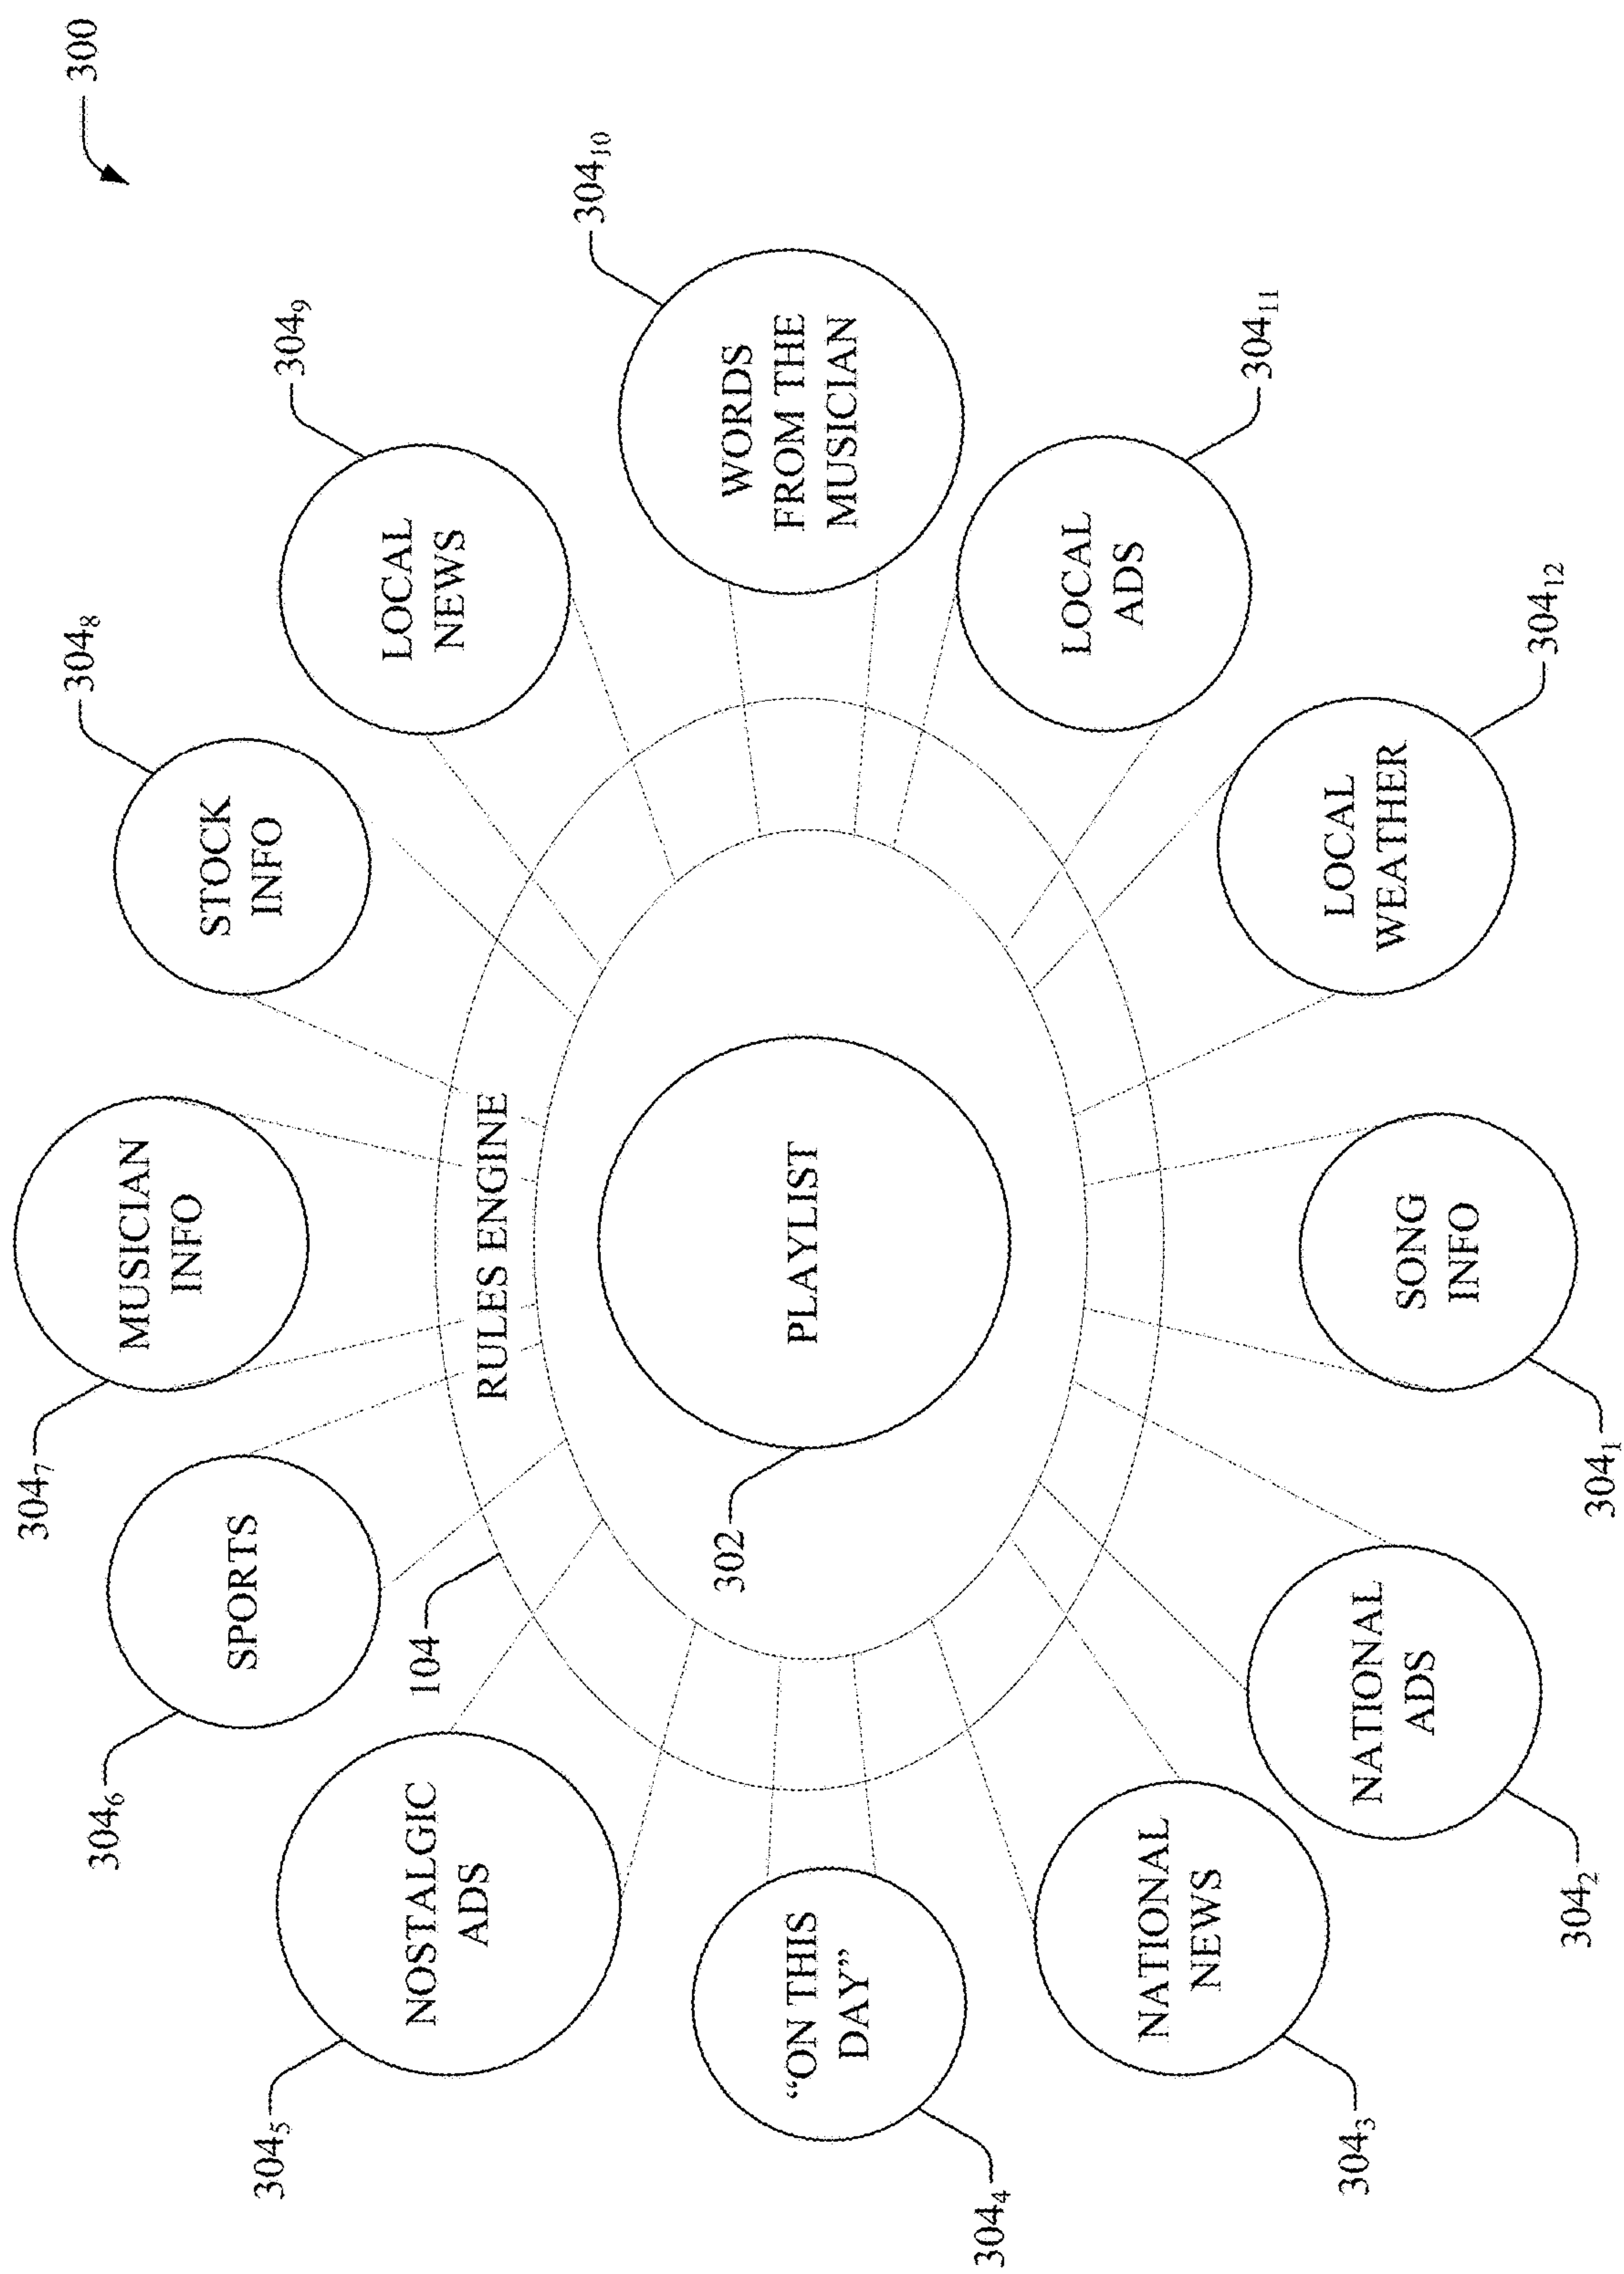 300
304₇
MUSICIAN
INFO
304₆
SPORTS
304₈
STOCK
INFO
304₅
NOSTALGIC
ADS
304₉
LOCAL
NEWS
104
RULES ENGINE
304₁₀
WORDS
FROM THE
MUSICIAN
302
PLAYLIST
“ON THIS
DAY”
304₄
LOCAL
ADS
304₁₁
NATIONAL
NEWS
304₃
LOCAL
WEATHER
304₁₂
NATIONAL
ADS
304₂
SONG
INFO
304₁